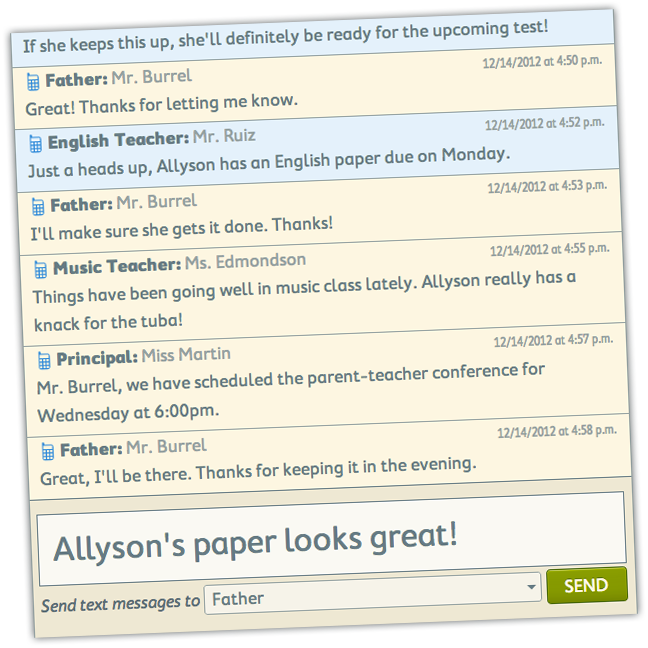 If she keeps this up, she'll definitely be ready for the upcoming test!
Father: Mr. Burrel 12/14/2012 at 4:50 p.m.
Great! Thanks for letting me know.
English Teacher: Mr. Ruiz 12/14/2012 at 4:52 p.m.
Just a heads up, Allyson has an English paper due on Monday.
Father: Mr. Burrel 12/14/2012 at 4:53 p.m.
I'll make sure she gets it done. Thanks!
Music Teacher: Ms. Edmondson 12/14/2012 at 4:55 p.m.
Things have been going well in music class lately. Allyson really has a
knack for the tuba!
Principal: Miss Martin 12/14/2012 at 4:57 p.m.
Mr. Burrel, we have scheduled the parent-teacher conference for
Wednesday at 6:00pm.
Father: Mr. Burrel 12/14/2012 at 4:58 p.m.
Great, I'll be there. Thanks for keeping it in the evening.
Allyson's paper looks great!
Send text messages to Father SEND